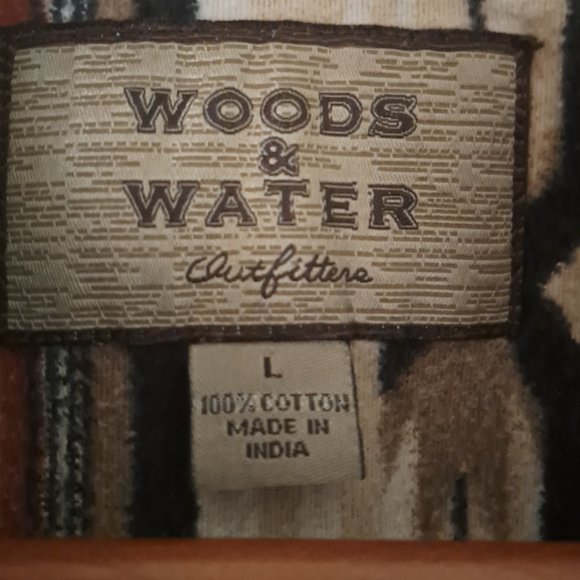 WOODS
&
WATER
Outfitters
L
100% COTTON
MADE IN
INDIA